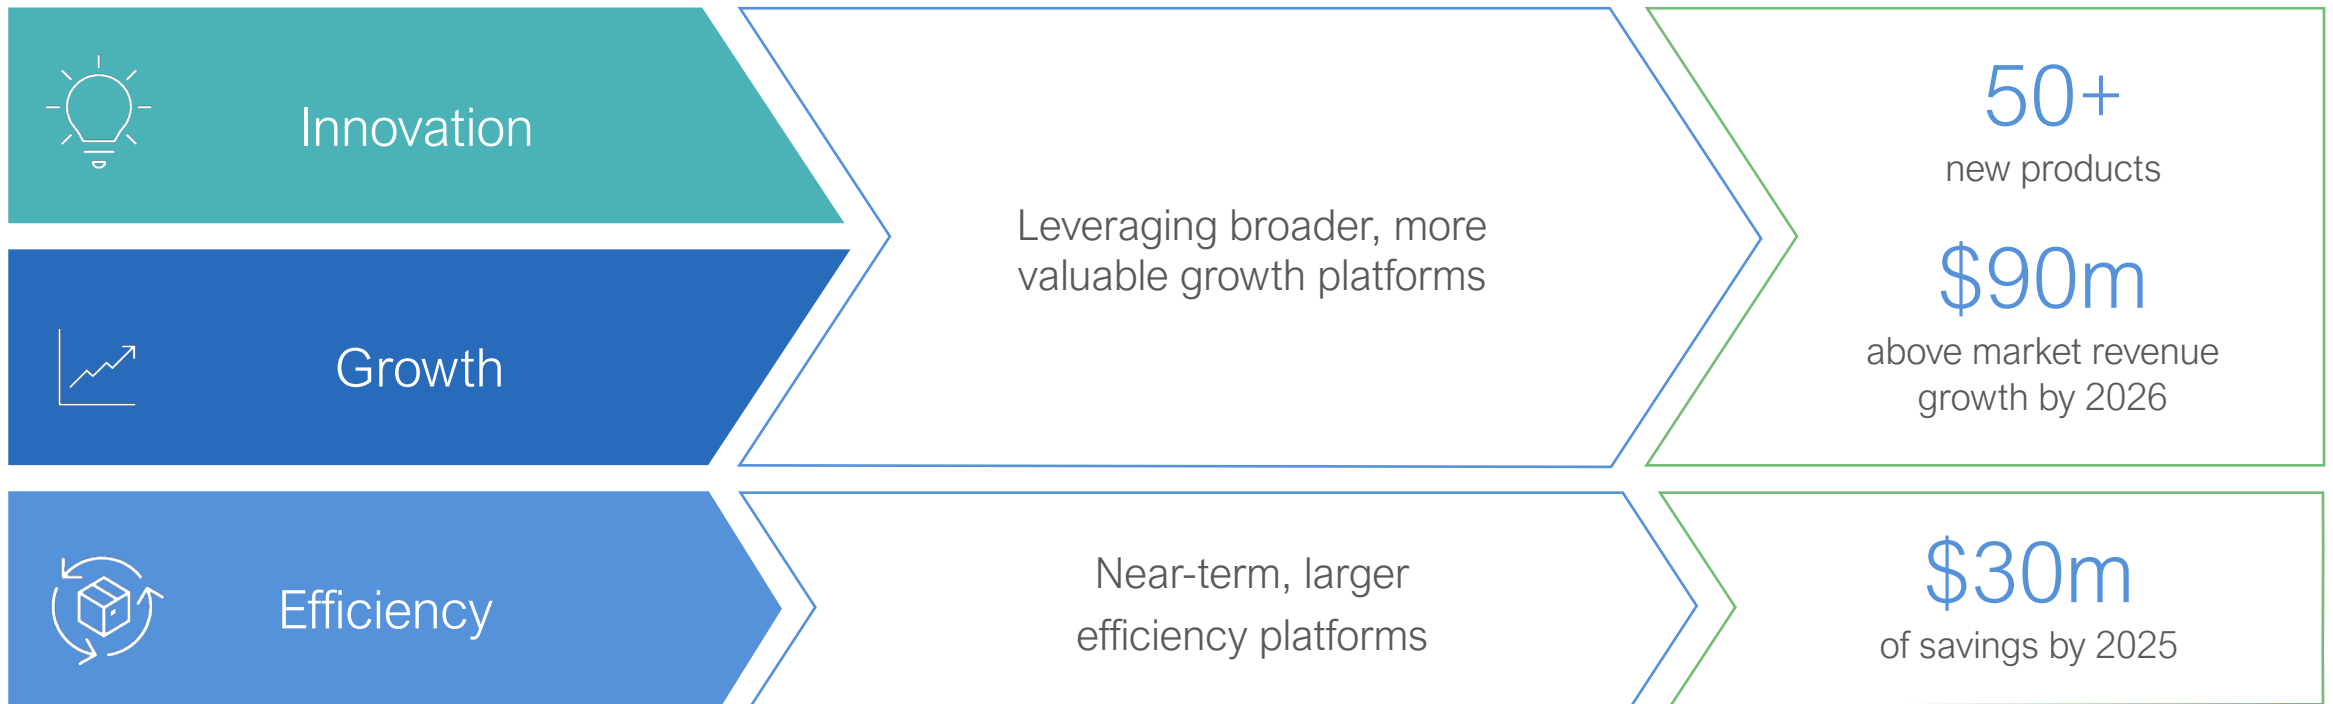 Innovation
Growth
Leveraging broader, more
valuable growth platforms
50+
new products
$90m
above market revenue
growth by 2026
Efficiency
Near-term, larger
efficiency platforms
$30m
of savings by 2025